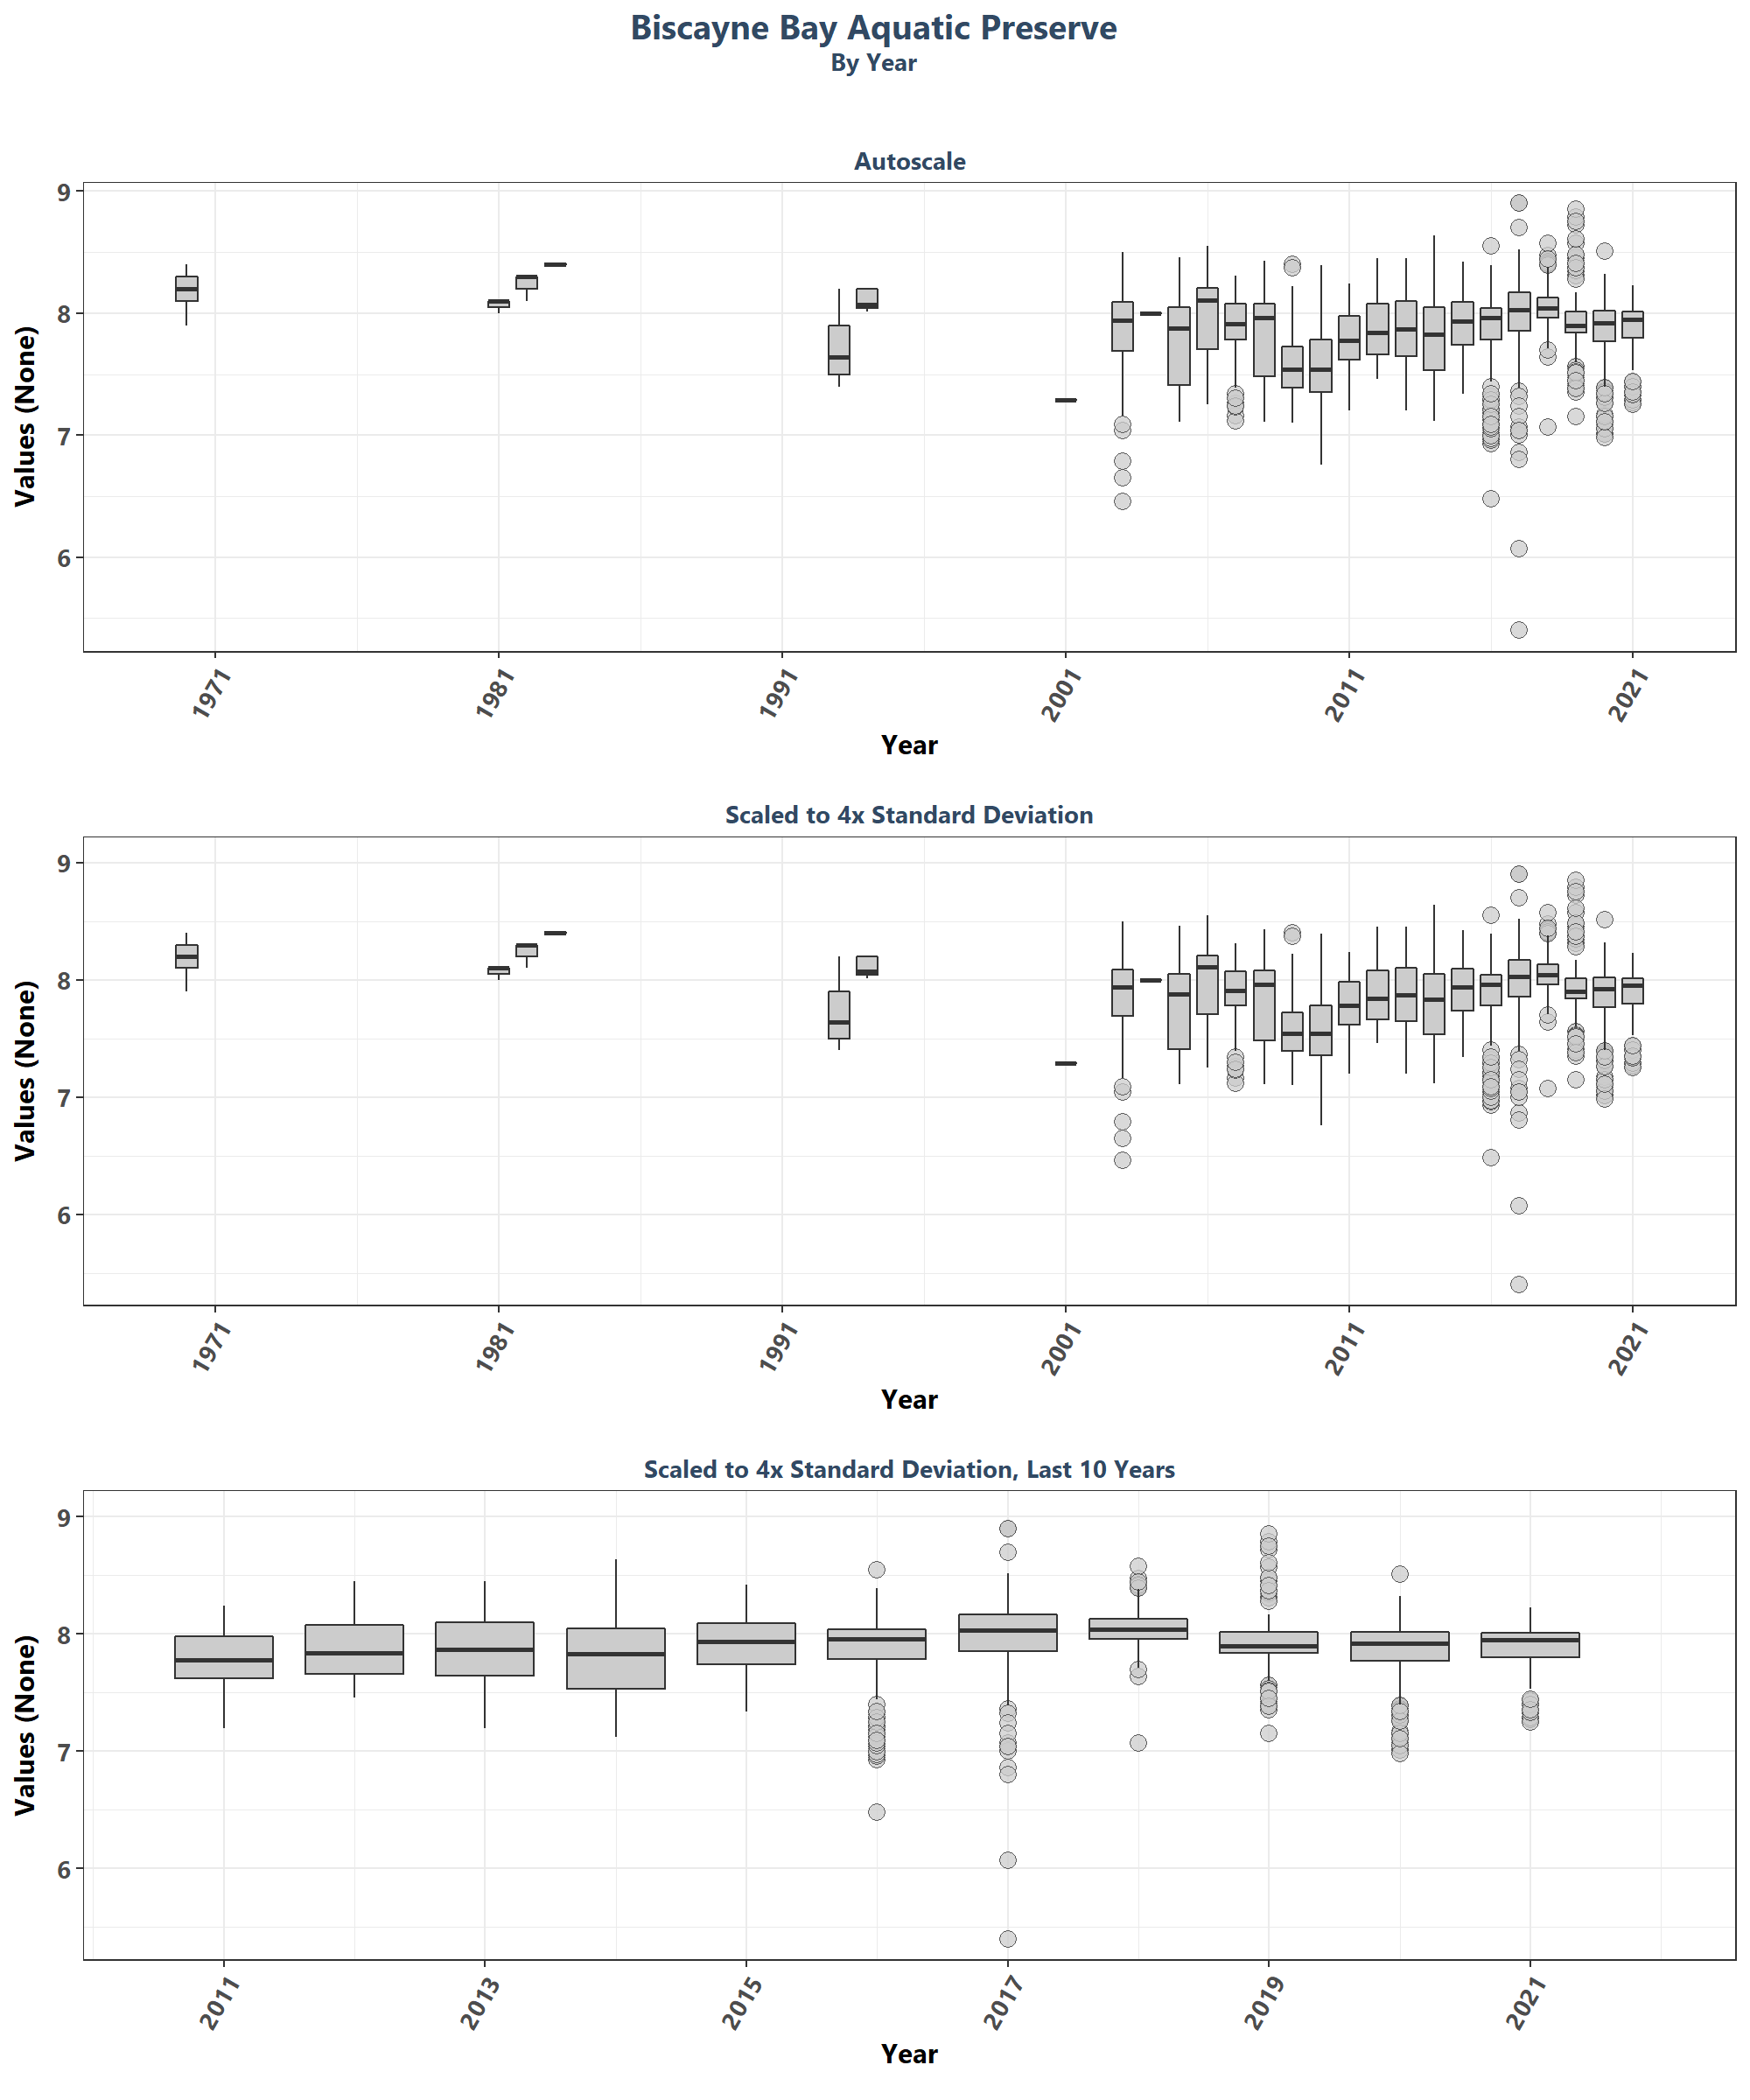 Biscayne Bay Aquatic Preserve
By Year
Autoscale
Values (None)
9
8
7
6
1971
1981
1991
2001
2011
2021
Year
Scaled to 4x Standard Deviation
Values (None)
9
8
7
6
1971
1981
1991
2001
2011
2021
Year
Scaled to 4x Standard Deviation, Last 10 Years
Values (None)
9
8
7
6
2011
2013
2015
2017
2019
2021
Year